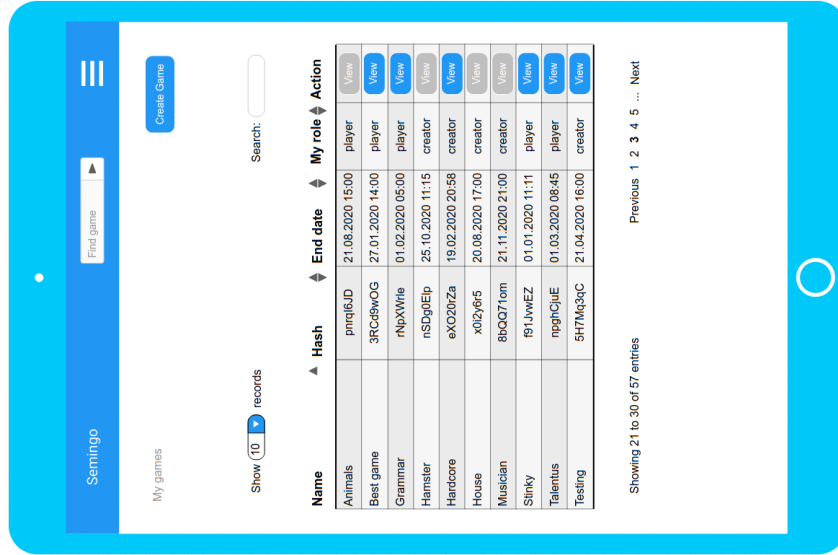 Semingo Find game
My games Create Game
Show 10 records Search:
Name Hash End date My role Action
Animals pnrqI6JD 21.08.2020 15:00 player View
Best game 3RCd9wOG 27.01.2020 14:00 player View
Grammar rNpXWrle 01.02.2020 05:00 player View
Hamster nSDg0Elp 25.10.2020 11:15 creator View
Hardcore eXO20rZa 19.02.2020 20:58 creator View
House x0i2y6r5 20.08.2020 17:00 creator View
Musician 8bQQ71om 21.11.2020 21:00 creator View
Stinky f91JvwEZ 01.01.2020 11:11 player View
Talentus npghCjuE 01.03.2020 08:45 player View
Testing 5H7Mq3qC 21.04.2020 16:00 creator View
Showing 21 to 30 of 57 entries Previous 1 2 3 4 5 ... Next